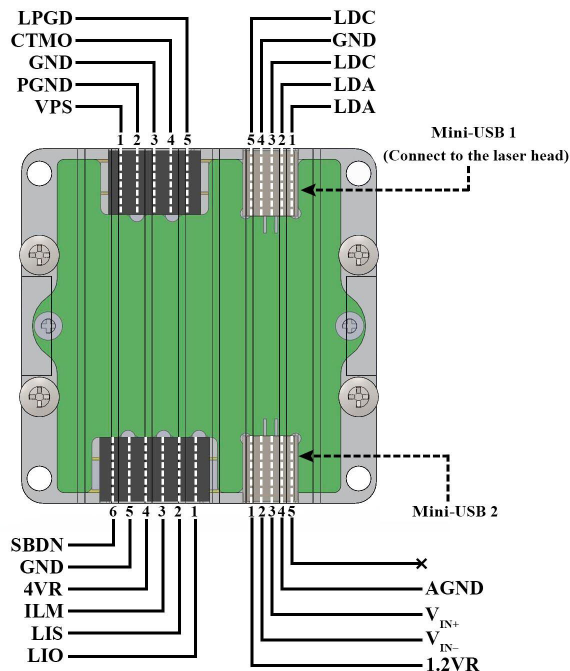 LPGD
CTMO
GND
PGND
VPS
1 2 3 4 5
LDC
GND
LDC
LDA
LDA
5 4 3 2 1
Mini-USB 1
(Connect to the laser head)
Mini-USB 2
6 5 4 3 2 1
SBDN
GND
4VR
ILM
LIS
LIO
1 2 3 4 5
AGND
VIN+
VIN−
1.2VR